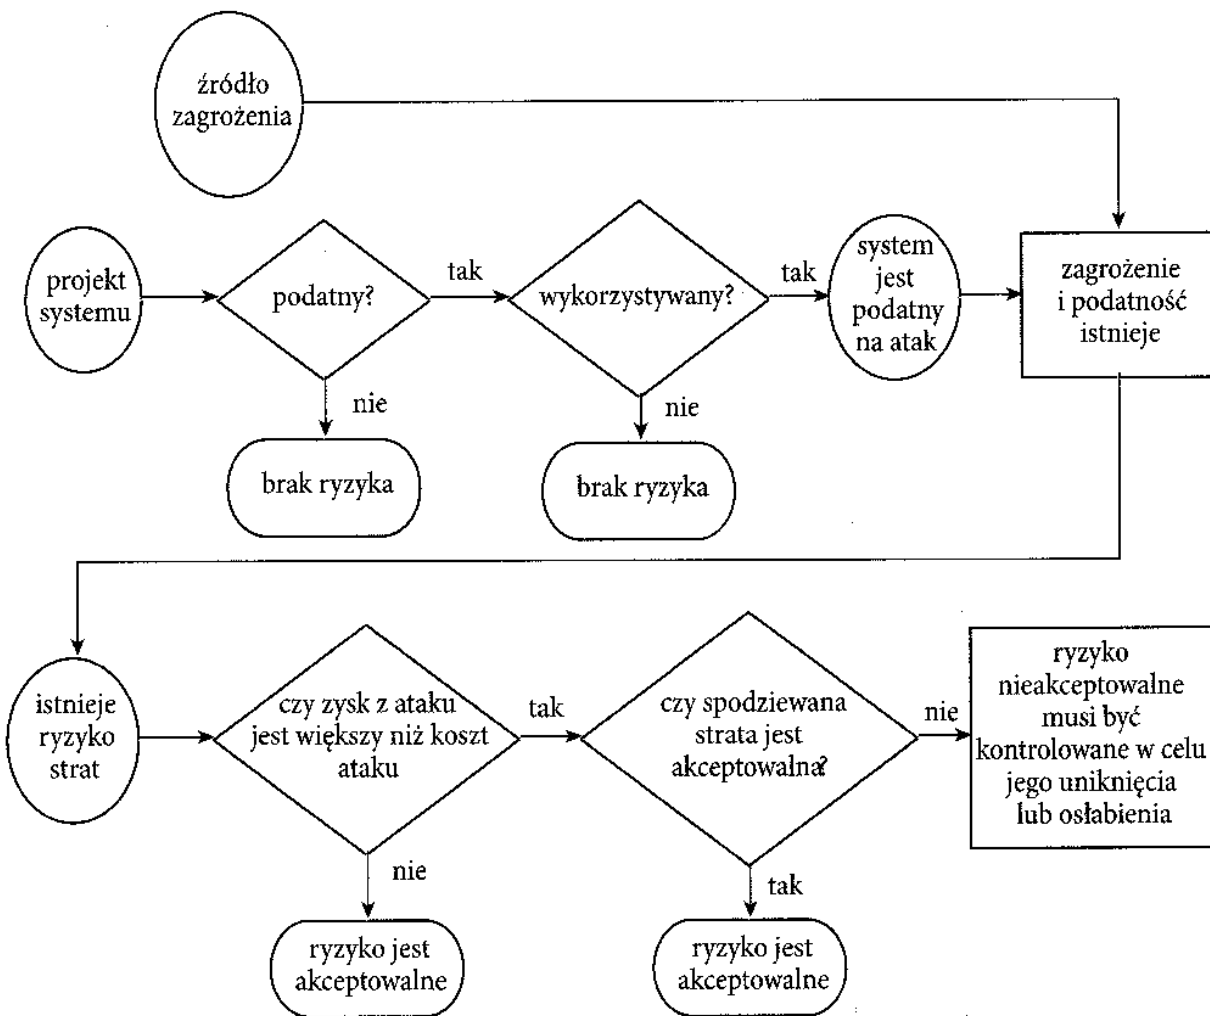 źródło
zagrożenia
projekt
systemu
podatny?
tak
wykorzystywany?
tak
system
jest
podatny
na atak
zagrożenie
i podatność
istnieje
nie
brak ryzyka
nie
brak ryzyka
istnieje
ryzyko
strat
czy zysk z ataku
jest większy niż koszt
ataku
tak
czy spodziewana
strata jest
akceptowalna?
nie
ryzyko
nieakceptowalne
musi być
kontrolowane w celu
jego uniknięcia
lub osłabienia
nie
ryzyko jest
akceptowalne
tak
ryzyko jest
akceptowalne